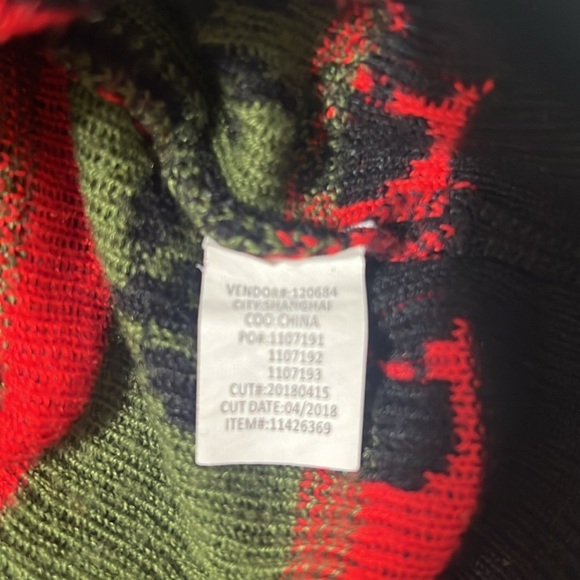 VENDOR#:120684
CITY:SHANGHAI
COO:CHINA
PO#:1107191
1107192
1107193
CUT#:20180415
CUT DATE:04/2018
ITEM#:11426369